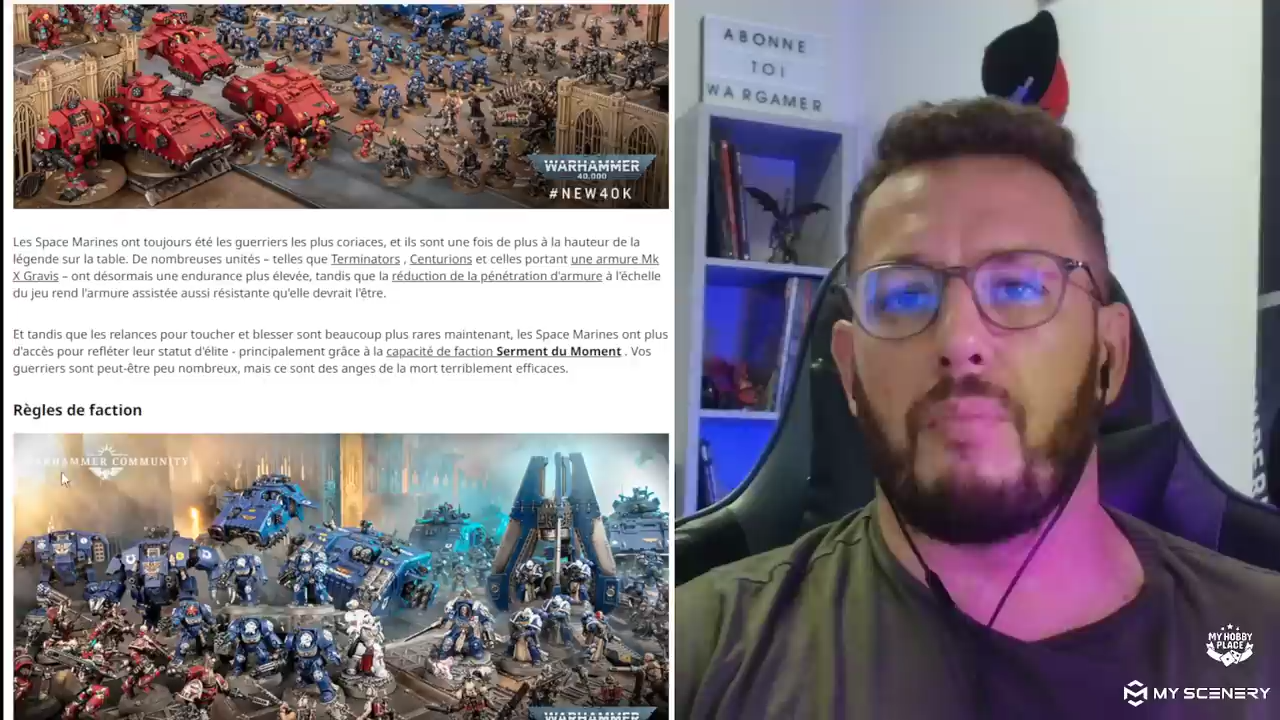 WARHAMMER
40,000
#NEW40K
Les Space Marines ont toujours été les guerriers les plus coriaces, et ils sont une fois de plus à la hauteur de la
légende sur la table. De nombreuses unités – telles que Terminators , Centurions et celles portant une armure Mk
X Gravis – ont désormais une endurance plus élevée, tandis que la réduction de la pénétration d'armure à l'échelle
du jeu rend l'armure assistée aussi résistante qu'elle devrait l'être.
Et tandis que les relances pour toucher et blesser sont beaucoup plus rares maintenant, les Space Marines ont plus
d'accès pour refléter leur statut d'élite - principalement grâce à la capacité de faction Serment du Moment . Vos
guerriers sont peut-être peu nombreux, mais ce sont des anges de la mort terriblement efficaces.
Règles de faction
WARHAMMER COMMUNITY
WARHAMMER
ABONNE
TOI
WARGAMER
MY HOBBY
PLACE
MY SCENERY